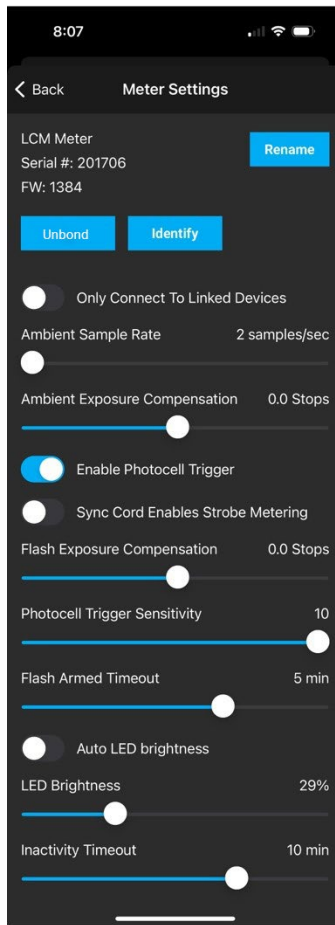 8:07
Back Meter Settings
LCM Meter
Rename
Serial #: 201706
FW: 1384
Unbond Identify
Only Connect To Linked Devices
Ambient Sample Rate 2 samples/sec
Ambient Exposure Compensation 0.0 Stops
Enable Photocell Trigger
Sync Cord Enables Strobe Metering
Flash Exposure Compensation 0.0 Stops
Photocell Trigger Sensitivity 10
Flash Armed Timeout 5 min
Auto LED brightness
LED Brightness 29%
Inactivity Timeout 10 min